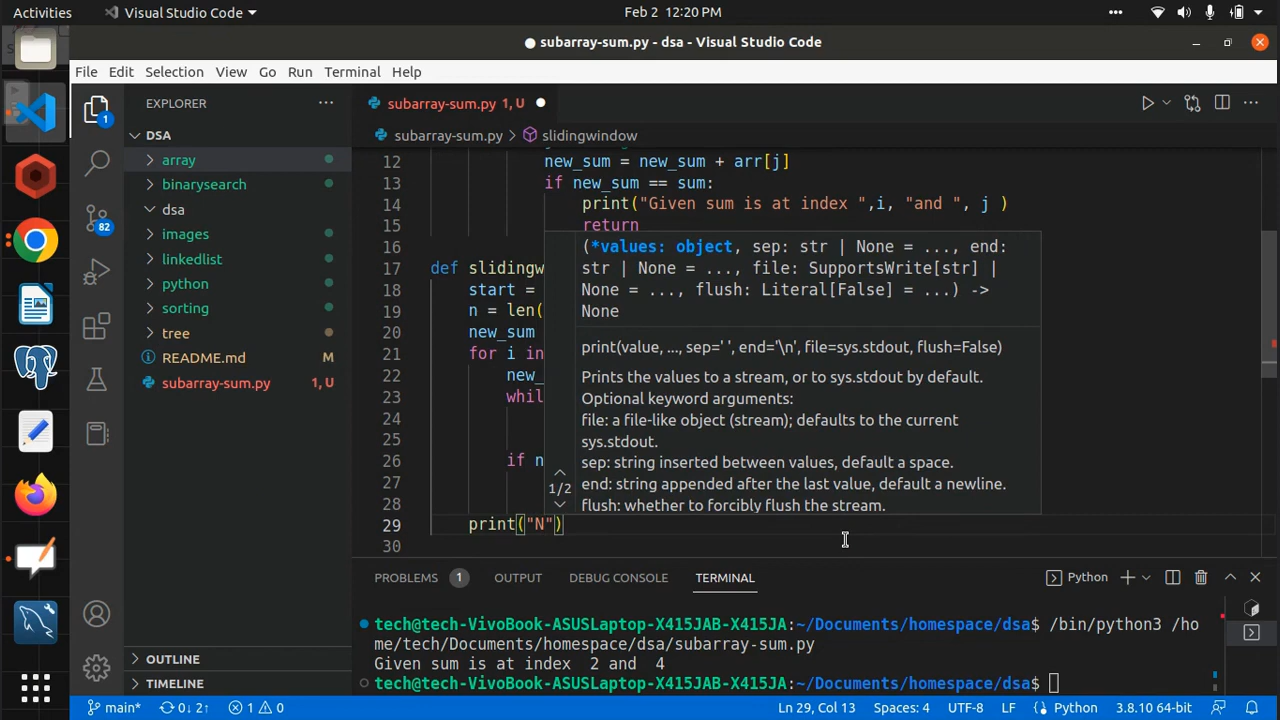 Activities
Visual Studio Code
Feb 2 12:20 PM
subarray-sum.py - dsa - Visual Studio Code
File Edit Selection View Go Run Terminal Help
EXPLORER
DSA
array
binarysearch
dsa
images
linkedlist
python
sorting
tree
README.md
subarray-sum.py 1, U
OUTLINE
TIMELINE
1
82
subarray-sum.py 1, U
subarray-sum.py > slidingwindow
12 new_sum = new_sum + arr[j]
13 if new_sum == sum:
14 print("Given sum is at index ",i, "and ", j )
15 return
16
17 def slidingw
18 start =
19 n = len(
20 new_sum
21 for i in
22 new_
23 whil
24
25
26 if n
27
28
29 print("N")
30
(*values: object, sep: str | None = ..., end:
str | None = ..., file: SupportsWrite[str] |
None = ..., flush: Literal[False] = ...) ->
None
print(value, ..., sep=' ', end='\n', file=sys.stdout, flush=False)
Prints the values to a stream, or to sys.stdout by default.
Optional keyword arguments:
file: a file-like object (stream); defaults to the current
sys.stdout.
sep: string inserted between values, default a space.
end: string appended after the last value, default a newline.
flush: whether to forcibly flush the stream.
1/2
PROBLEMS 1 OUTPUT DEBUG CONSOLE TERMINAL
Python
tech@tech-VivoBook-ASUSLaptop-X415JAB-X415JA:~/Documents/homespace/dsa$ /bin/python3 /ho
me/tech/Documents/homespace/dsa/subarray-sum.py
Given sum is at index  2 and  4
tech@tech-VivoBook-ASUSLaptop-X415JAB-X415JA:~/Documents/homespace/dsa$
main* 0↓ 2↑ 1 0 Ln 29, Col 13 Spaces: 4 UTF-8 LF Python 3.8.10 64-bit